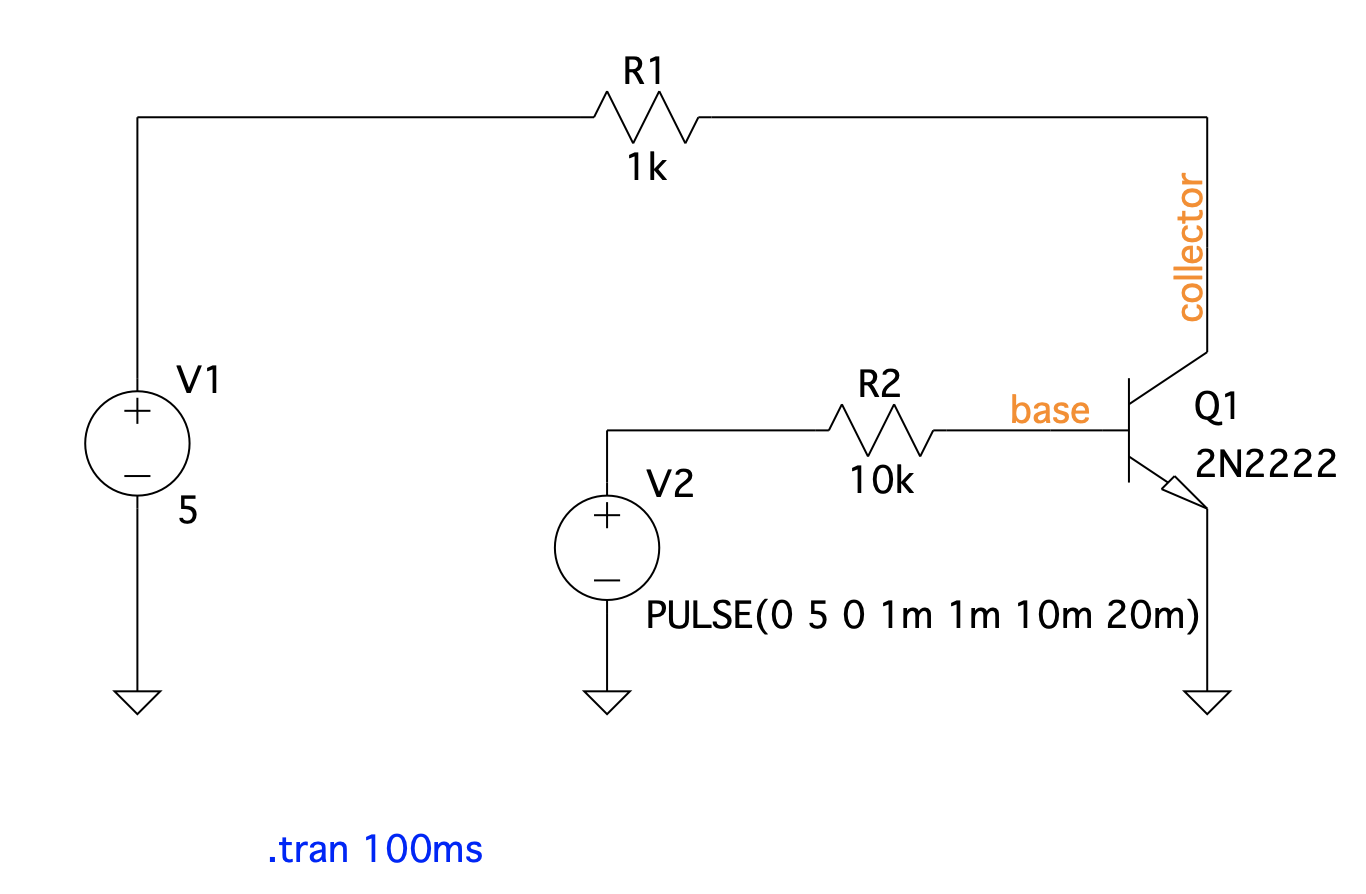 R1
1k
collector
V1
5
R2
10k
base
Q1
2N2222
V2
PULSE(0 5 0 1m 1m 10m 20m)
.tran 100ms